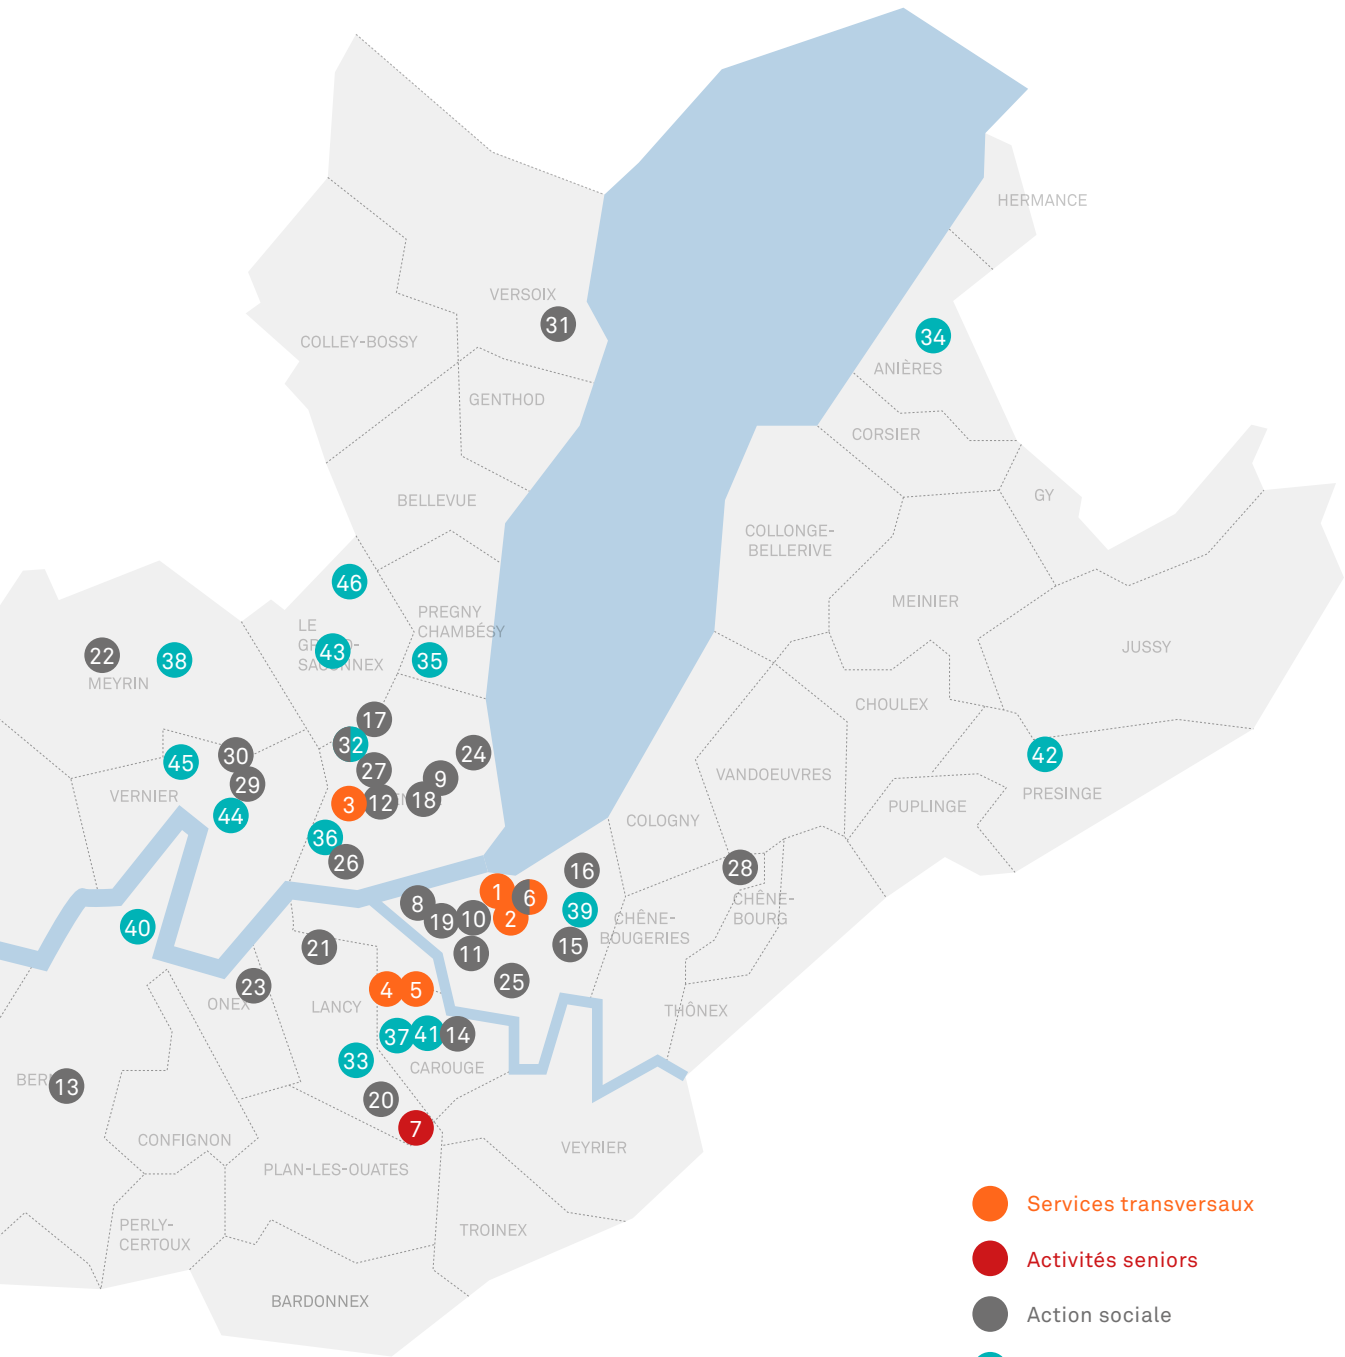 HERMANCE
VERSOIX
31
34
COLLEY-BOSSY
ANIÈRES
GENTHOD
CORSIER
GY
BELLEVUE
COLLONGE-
BELLERIVE
46
MEINIER
PREGNY
CHAMBÉSY
LE
43
SACONNEX
JUSSY
22
38
35
MEYRIN
CHOULEX
17
32
24
30
45
42
27
9
VANDOEUVRES
29
VERNIER
PRESINGE
18
12
3
PUPLINGE
44
COLOGNY
36
26
28
16
1
6
8
CHÊNE-
BOURG
39
2
10
19
CHÊNE-
BOUGERIES
40
15
21
11
25
23
4
5
ONEX
LANCY
THÔNEX
37
41
14
33
CAROUGE
BER
13
20
7
CONFIGNON
VEYRIER
PLAN-LES-OUATES
PERLY-
CERTOUX
TROINEX
BARDONNEX
Services transversaux
Activités seniors
Action sociale